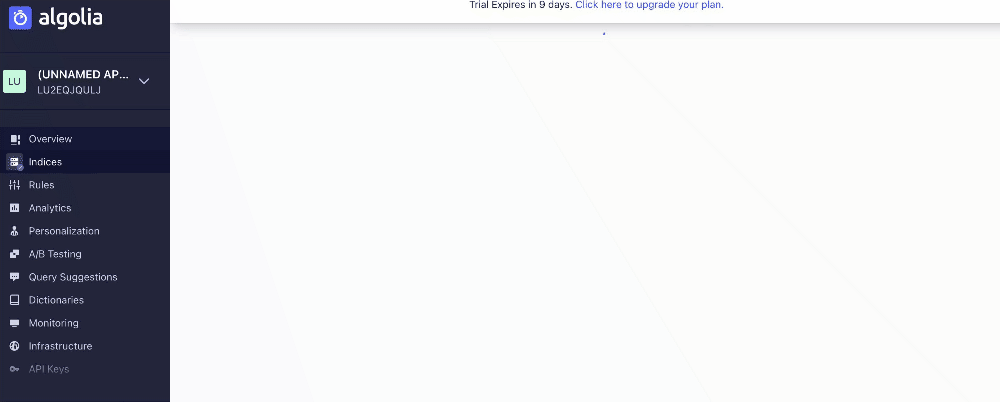 Trial Expires in 9 days. Click here to upgrade your plan.
algolia
LU
(UNNAMED AP...
LU2EQJQULJ
Overview
Indices
Rules
Analytics
Personalization
A/B Testing
Query Suggestions
Dictionaries
Monitoring
Infrastructure
API Keys